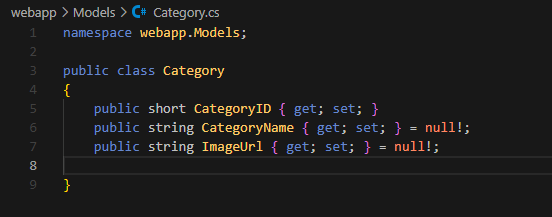 webapp > Models > C# Category.cs
1 namespace webapp.Models;
2
3 public class Category
4 {
5     public short CategoryID { get; set; }
6     public string CategoryName { get; set; } = null!;
7     public string ImageUrl { get; set; } = null!;
8
9 }